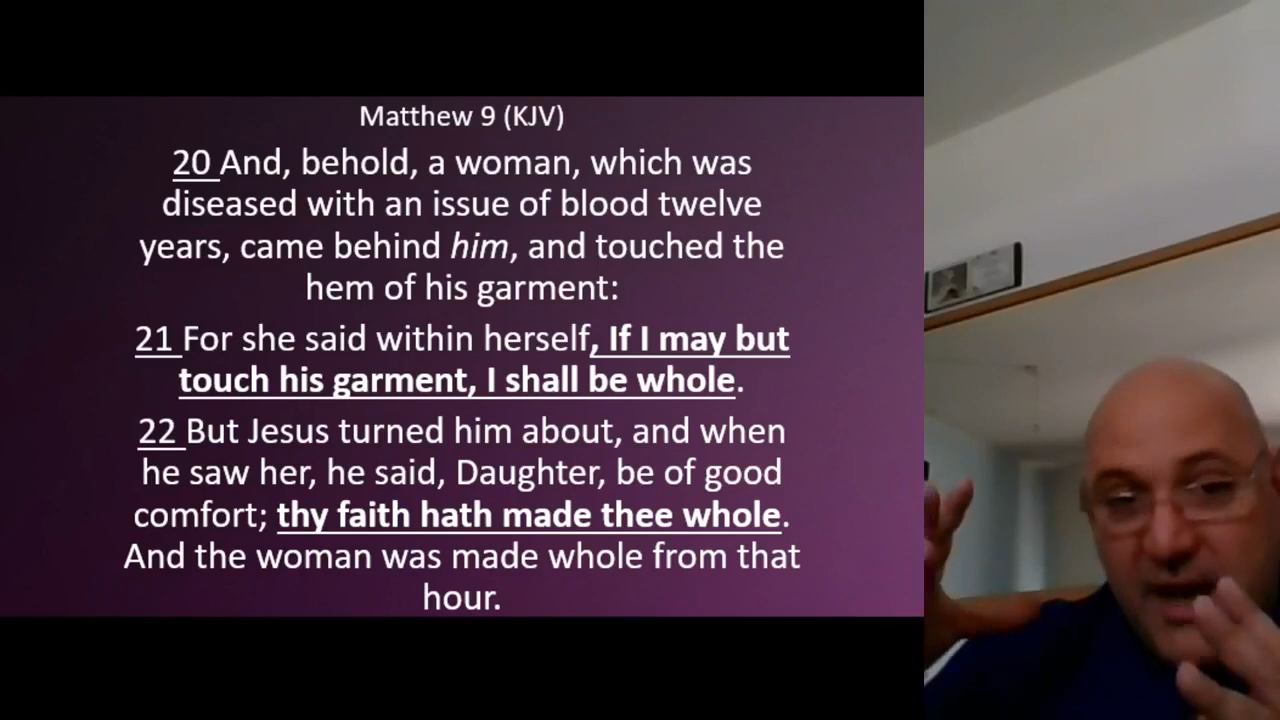 Matthew 9 (KJV)
20 And, behold, a woman, which was
diseased with an issue of blood twelve
years, came behind him, and touched the
hem of his garment:
21 For she said within herself, If I may but
touch his garment, I shall be whole.
22 But Jesus turned him about, and when
he saw her, he said, Daughter, be of good
comfort; thy faith hath made thee whole.
And the woman was made whole from that
hour.